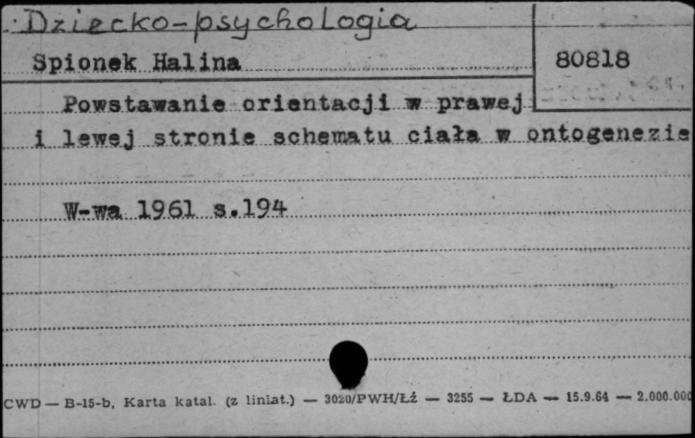 Dziecko-psychologia
Spionek Halina
80818
Powstawanie orientacji w prawej
i lewej stronie schematu ciała w ontogenezie
W-wa 1961 s.194
CWD — B-15-b, Karta katal. (z liniat.) — 3020/PWH/Łź — 3255 — ŁDA — 15.9.64 — 2.000.000